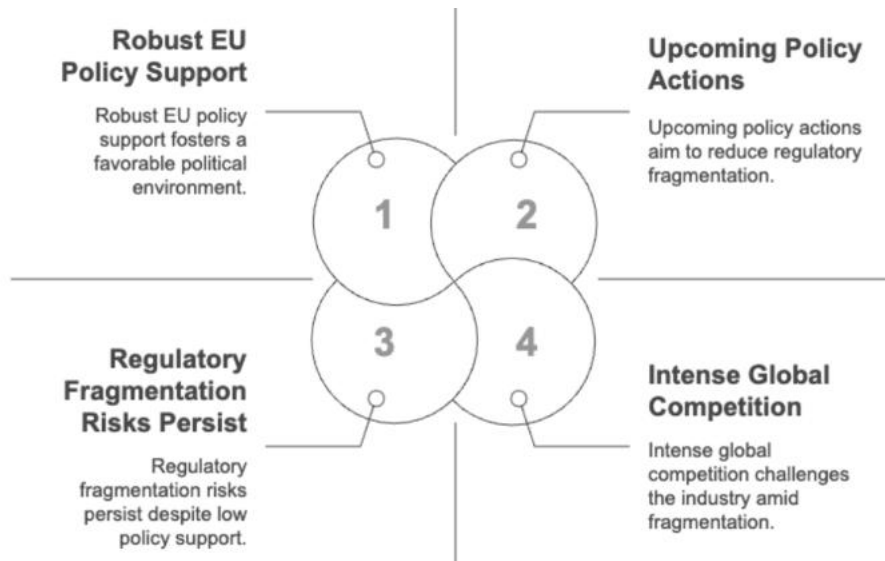 Robust EU
Policy Support
Robust EU policy
support fosters a
favorable political
environment.
1
Upcoming Policy
Actions
Upcoming policy actions
aim to reduce regulatory
fragmentation.
2
Regulatory
Fragmentation
Risks Persist
Regulatory
fragmentation risks
persist despite low
policy support.
3
Intense Global
Competition
Intense global
competition challenges
the industry amid
fragmentation.
4